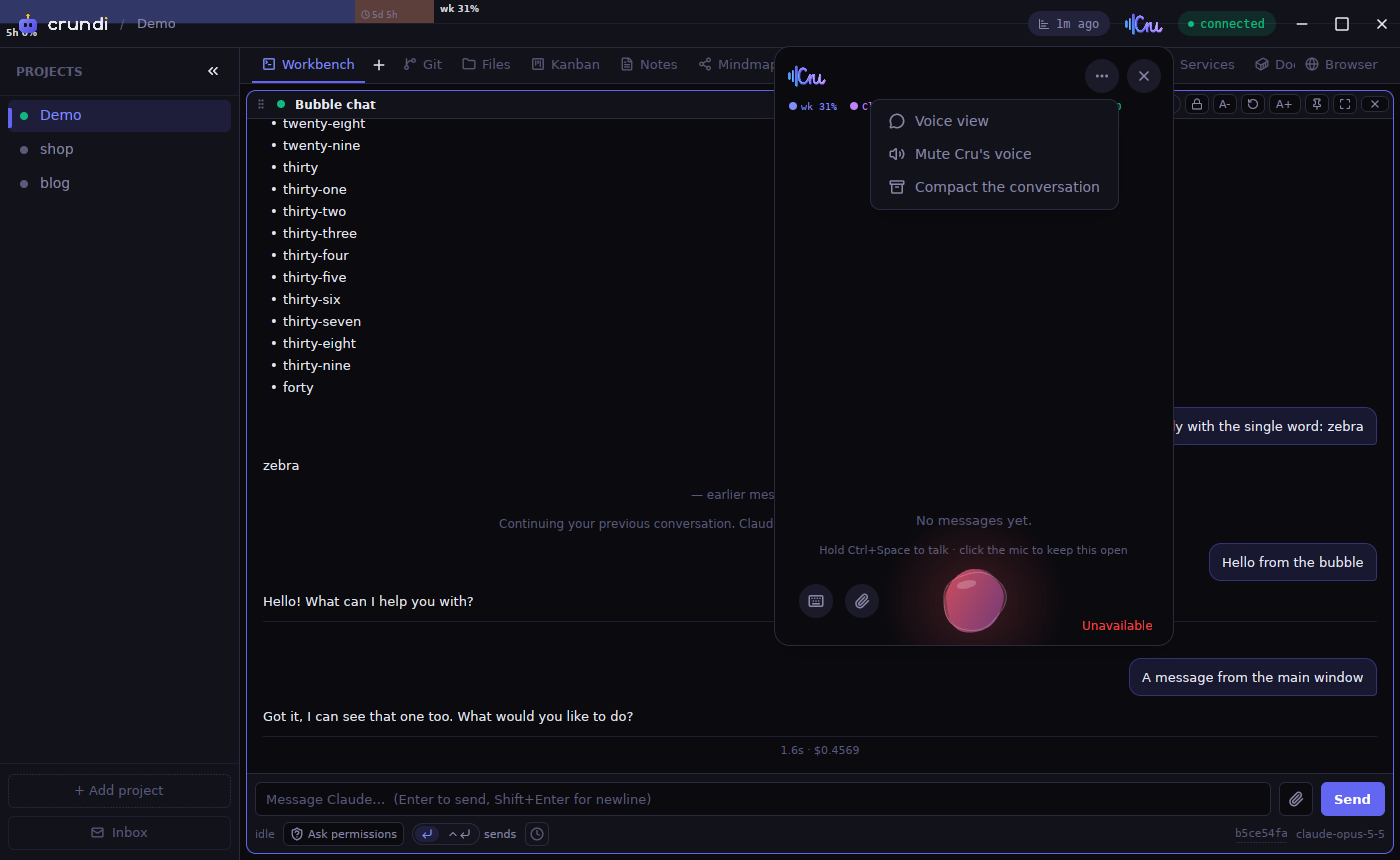 5d 5h
wk 31%
crundi / Demo
1m ago
Cru
connected
PROJECTS
Workbench
Git
Files
Kanban
Notes
Mindmap
Services
Browser
Demo
shop
blog
Bubble chat
A-
A+
twenty-eight
twenty-nine
thirty
thirty-one
thirty-two
thirty-three
thirty-four
thirty-five
thirty-six
thirty-seven
thirty-eight
thirty-nine
forty
with the single word: zebra
zebra
— earlier
Continuing your previous conversation.
Hello from the bubble
Hello! What can I help you with?
A message from the main window
Got it, I can see that one too. What would you like to do?
1.6s · $0.4569
Cru
wk 31%
Voice view
Mute Cru's voice
Compact the conversation
No messages yet.
Hold Ctrl+Space to talk · click the mic to keep this open
Unavailable
+ Add project
Inbox
Message Claude… (Enter to send, Shift+Enter for newline)
Send
idle
Ask permissions
sends
b5ce54fa
claude-opus-5-5